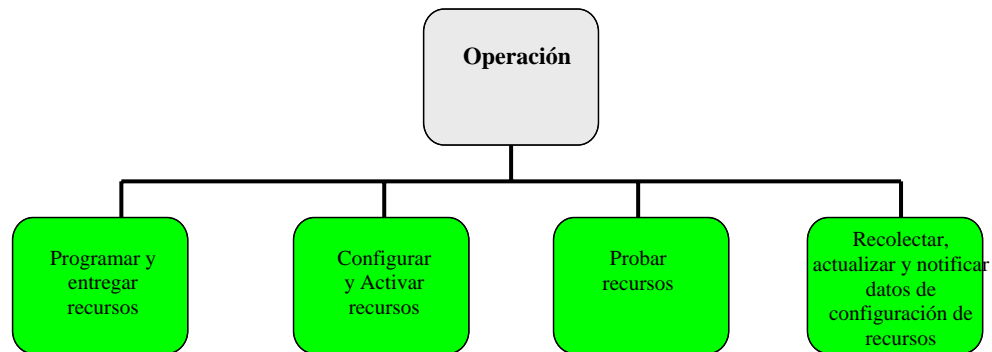 Operación
Programar y
entregar
recursos
Configurar
y Activar
recursos
Probar
recursos
Recolectar,
actualizar y notificar
datos de
configuración de
recursos